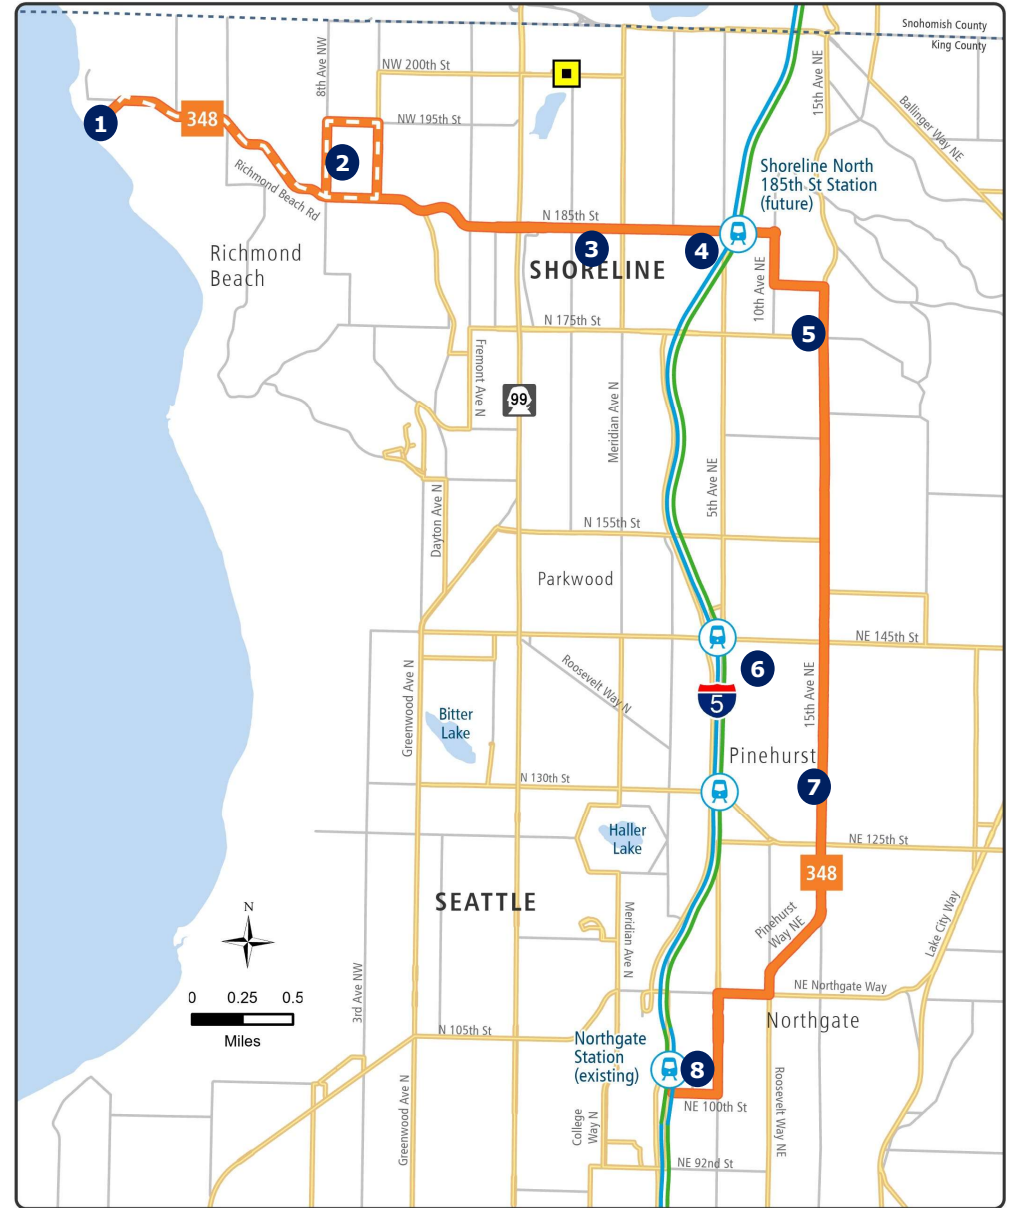 Snohomish County
King County
8th Ave NW
NW 200th St
15th Ave NE
Ballinger Way NE
1
348
NW 195th St
2
Richmond Beach Rd
Shoreline North
185th St Station
(future)
N 185th St
3
4
Richmond
Beach
SHORELINE
10th Ave NE
N 175th St
5
Fremont Ave N
99
Meridian Ave N
5th Ave NE
Dayton Ave N
N 155th St
Parkwood
NE 145th St
Greenwood Ave N
Roosevelt Way N
6
5
15th Ave NE
Bitter
Lake
Pinehurst
N 130th St
7
Haller
Lake
NE 125th St
348
SEATTLE
N
Meridian Ave N
Pinehurst
Way NE
Lake City Way
3rd Ave NW
0 0.25 0.5
Miles
NE Northgate Way
Northgate
N 105th St
Northgate
Station
(existing)
8
Greenwood Ave N
College
Way N
NE 100th St
Roosevelt Way NE
NE 92nd St